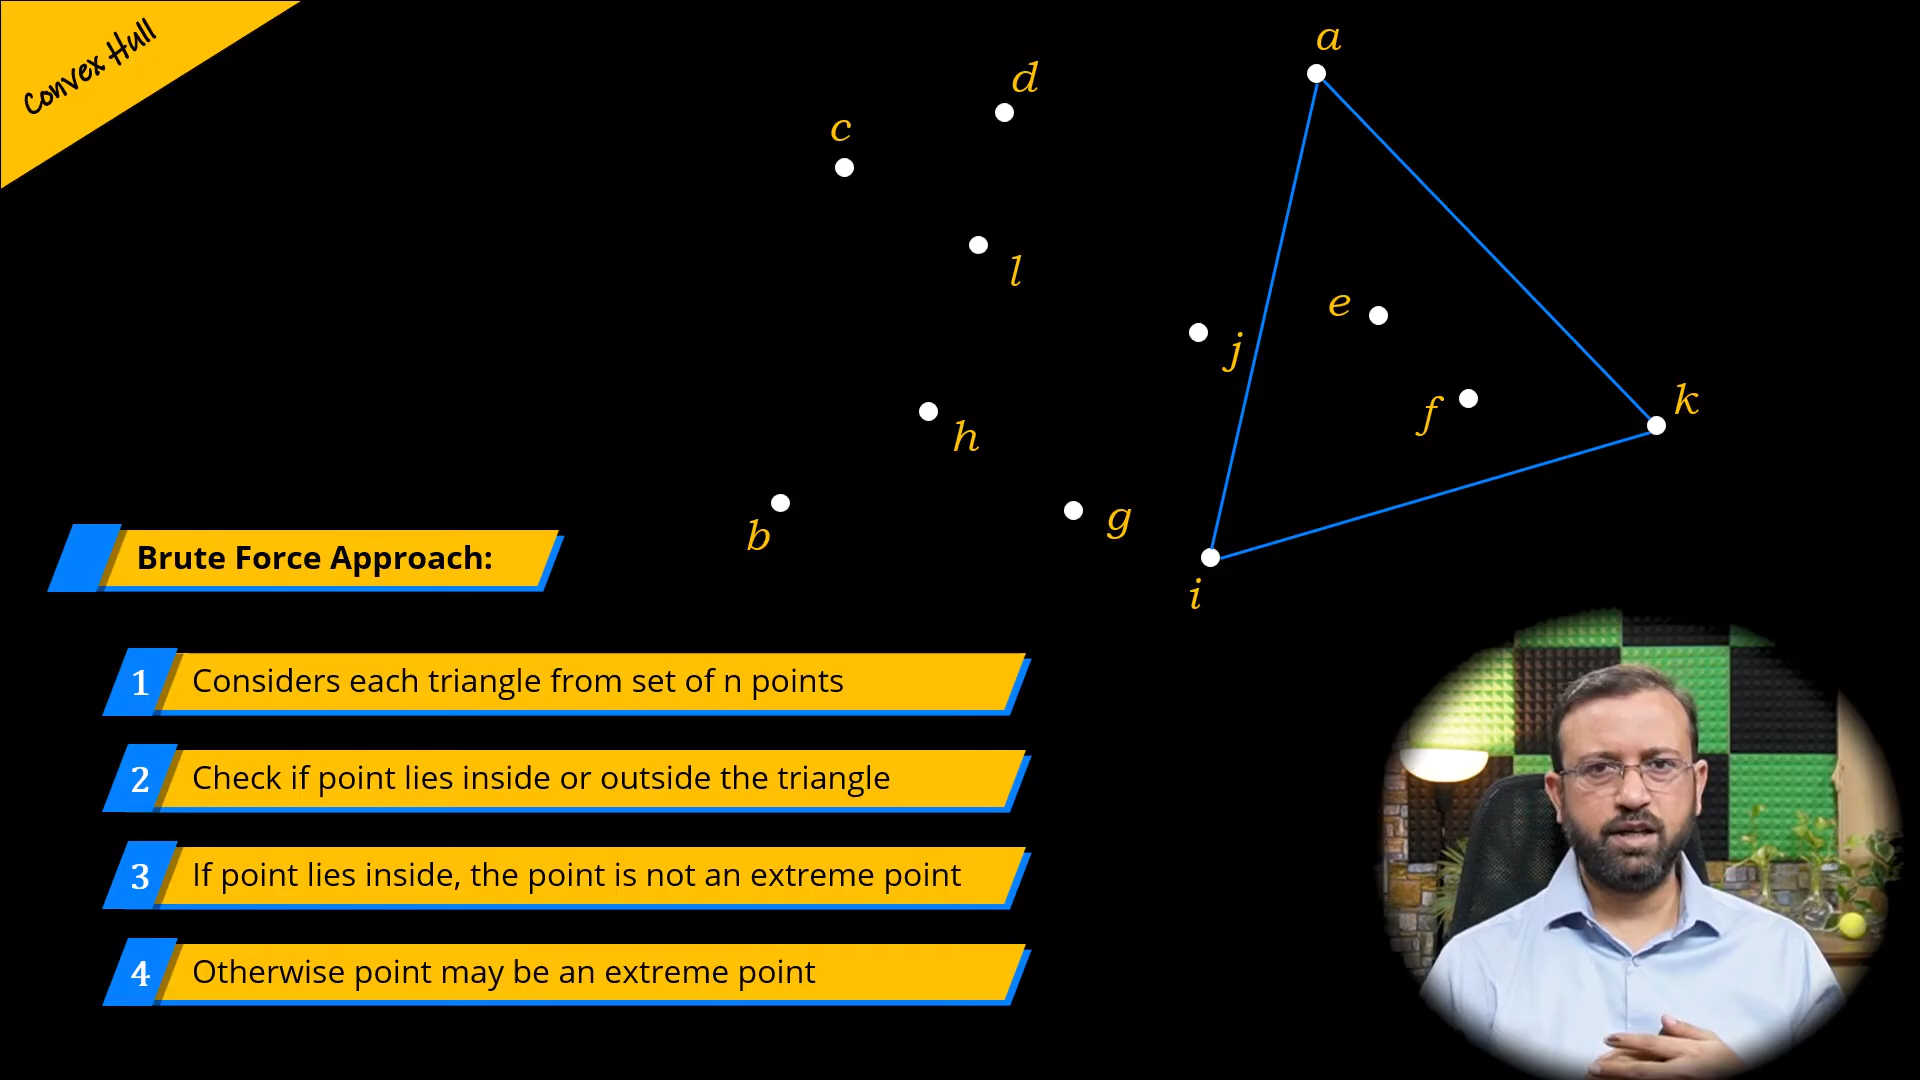 Convex Hull
a
d
c
l
e
j
k
f
h
b
g
i
Brute Force Approach:
1 Considers each triangle from set of n points
2 Check if point lies inside or outside the triangle
3 If point lies inside, the point is not an extreme point
4 Otherwise point may be an extreme point